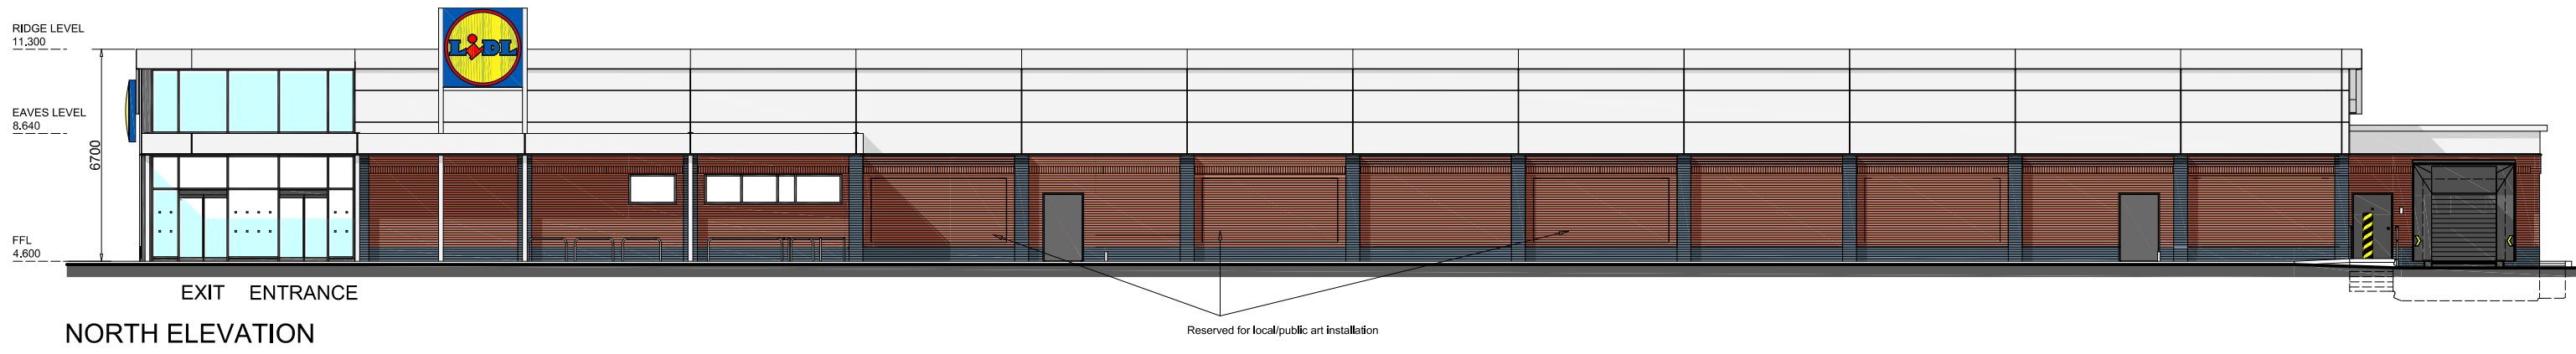 RIDGE LEVEL
11.300
LiDL
EAVES LEVEL
8.640
6700
FFL
4.600
EXIT ENTRANCE
NORTH ELEVATION
Reserved for local/public art installation